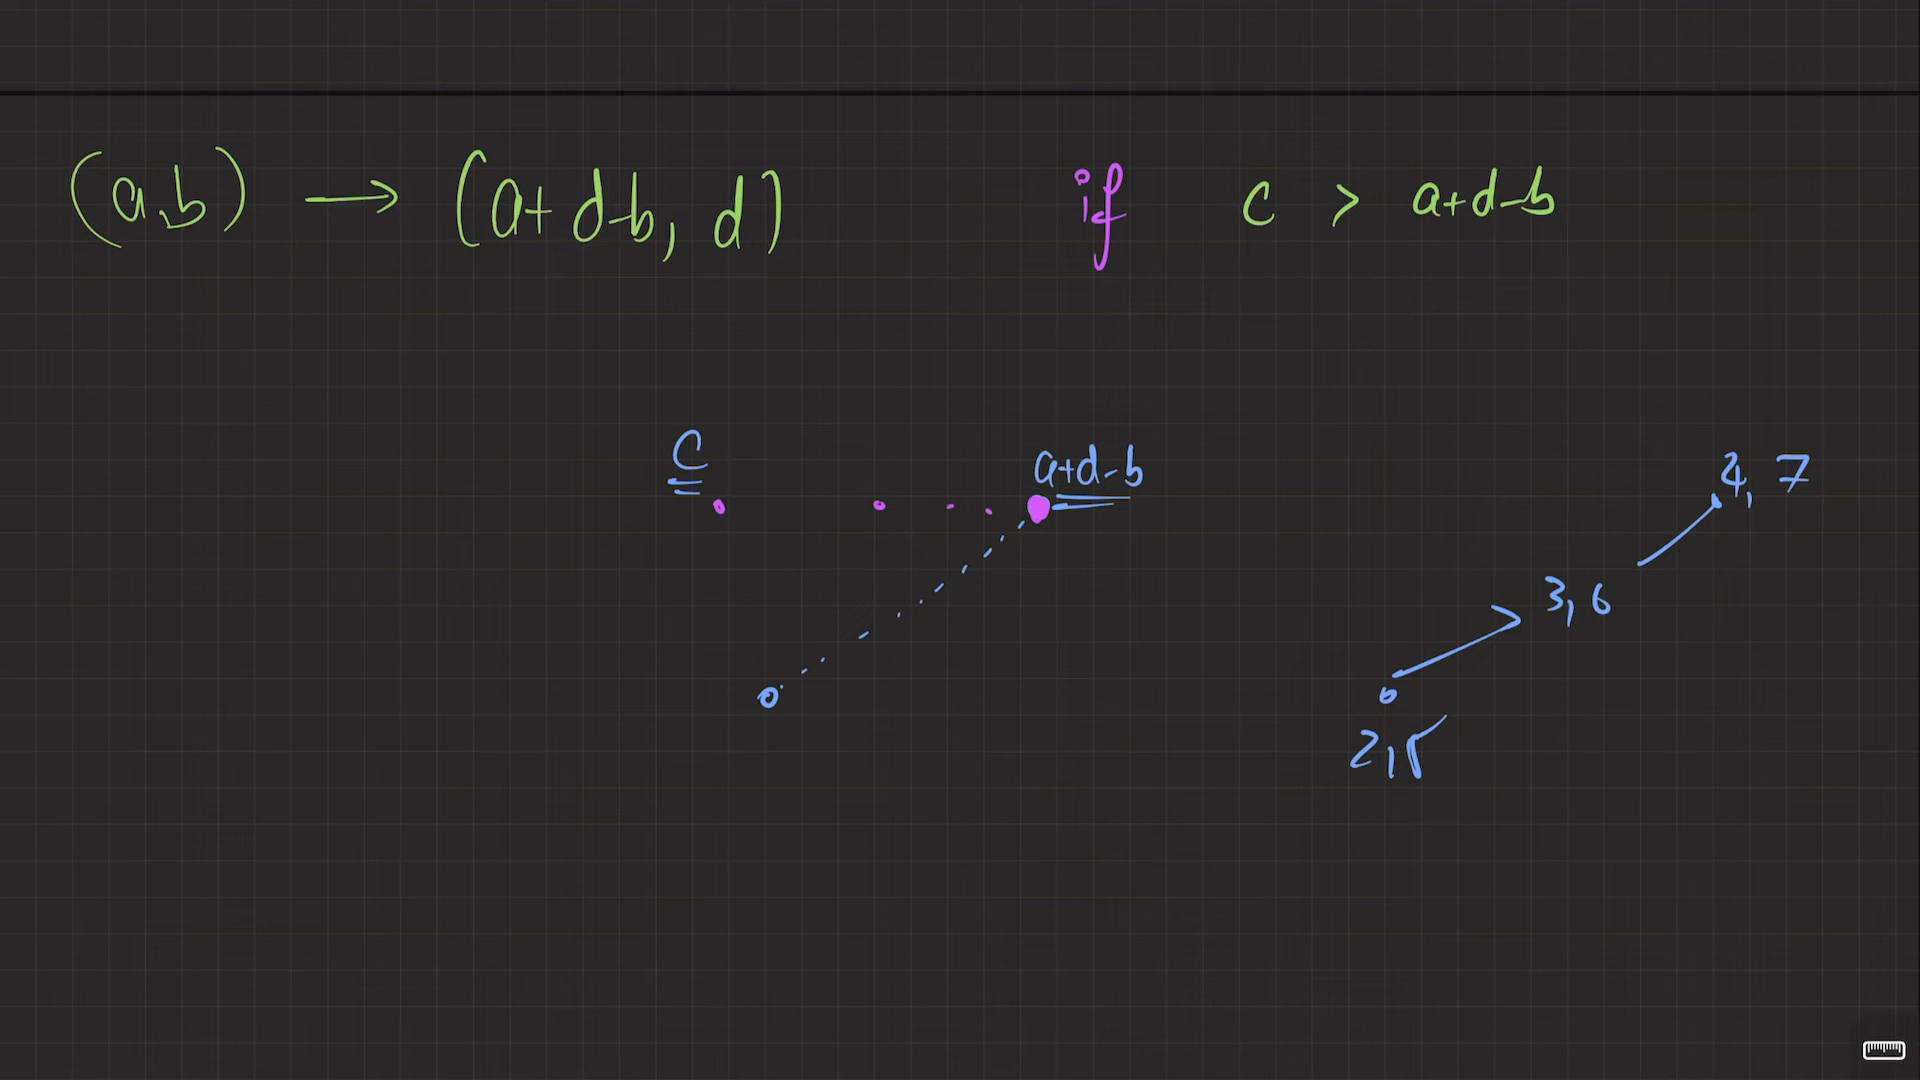 (a, b) → (a+d-b, d) if c > a+d-b
C
a+d-b
4, 7
3, 6
2, 5